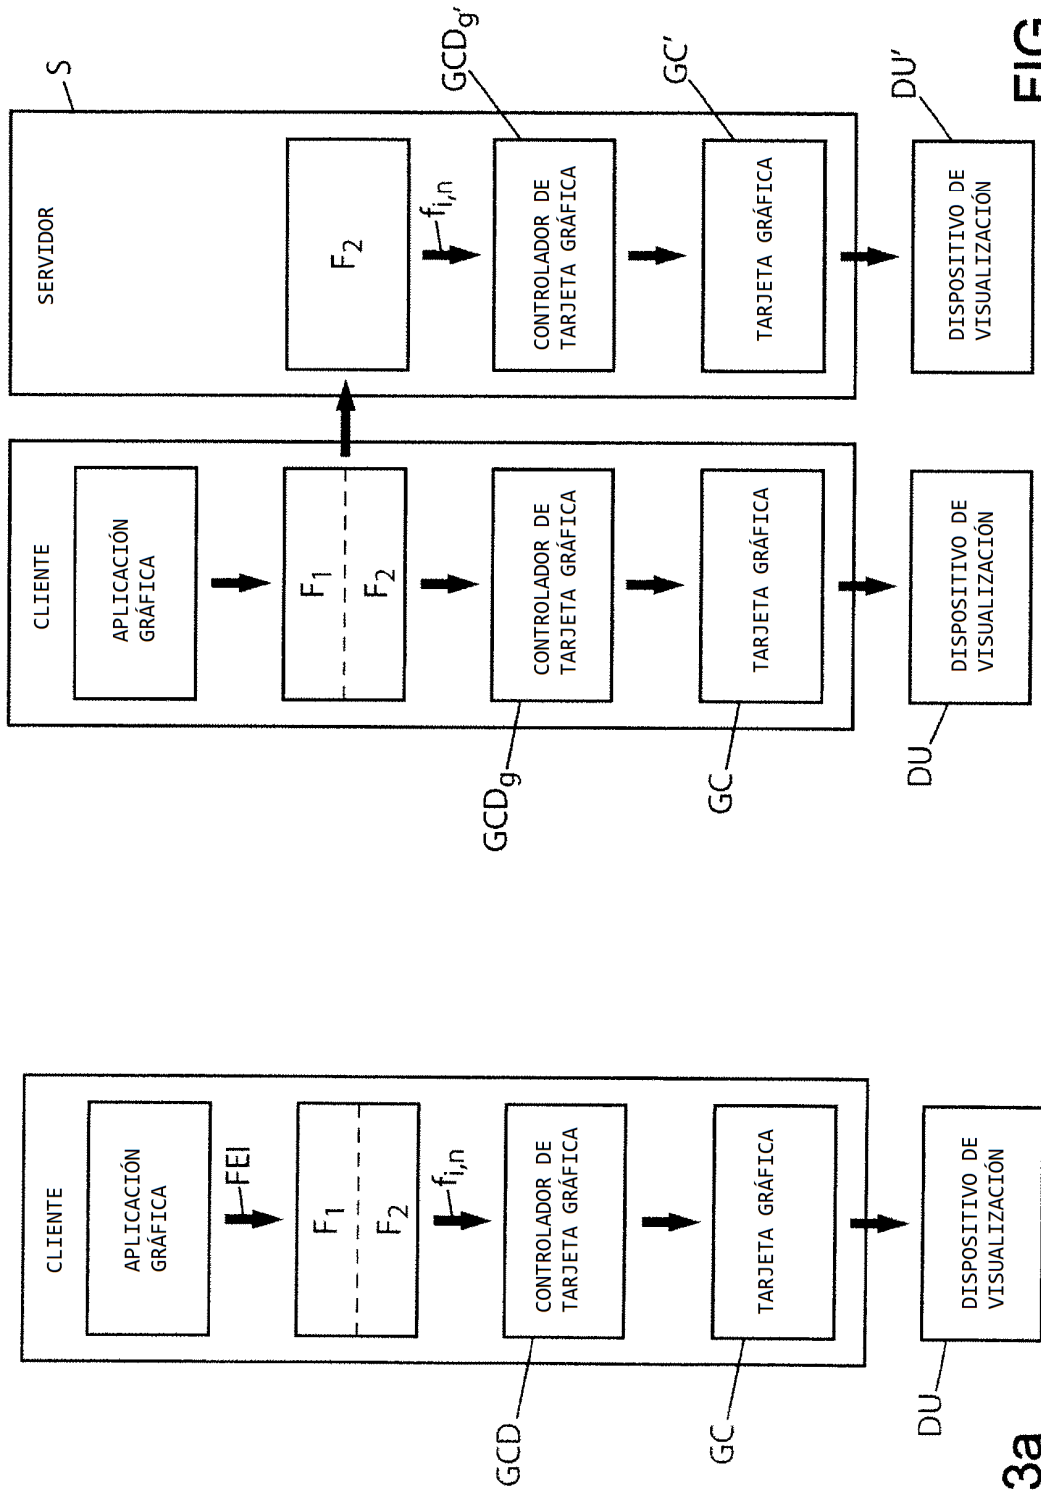 CLIENTE
APLICACIÓN
GRÁFICA
FEI
F1
F2
fi,n
CONTROLADOR DE
TARJETA GRÁFICA
GCD
TARJETA GRÁFICA
GC
DISPOSITIVO DE
VISUALIZACIÓN
DU
3a
CLIENTE
APLICACIÓN
GRÁFICA
F1
F2
CONTROLADOR DE
TARJETA GRÁFICA
GCDg
TARJETA GRÁFICA
GC
DISPOSITIVO DE
VISUALIZACIÓN
DU
S
SERVIDOR
F2
fi,n
CONTROLADOR DE
TARJETA GRÁFICA
GCDg'
TARJETA GRÁFICA
GC'
DISPOSITIVO DE
VISUALIZACIÓN
DU'
FIG